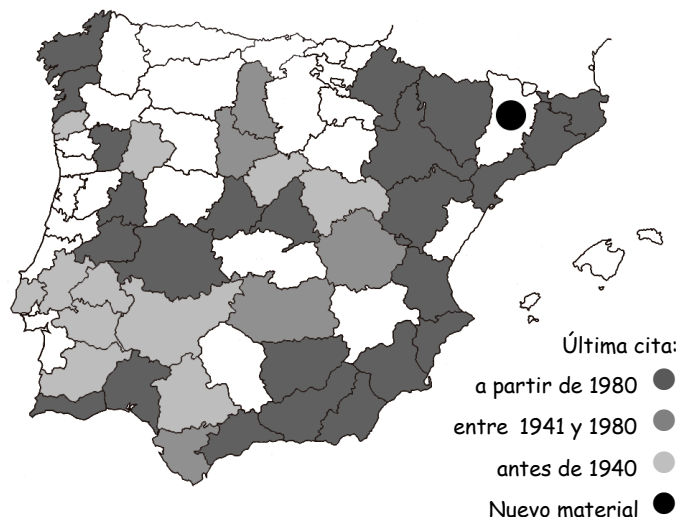 Última cita:
a partir de 1980
entre 1941 y 1980
antes de 1940
Nuevo material